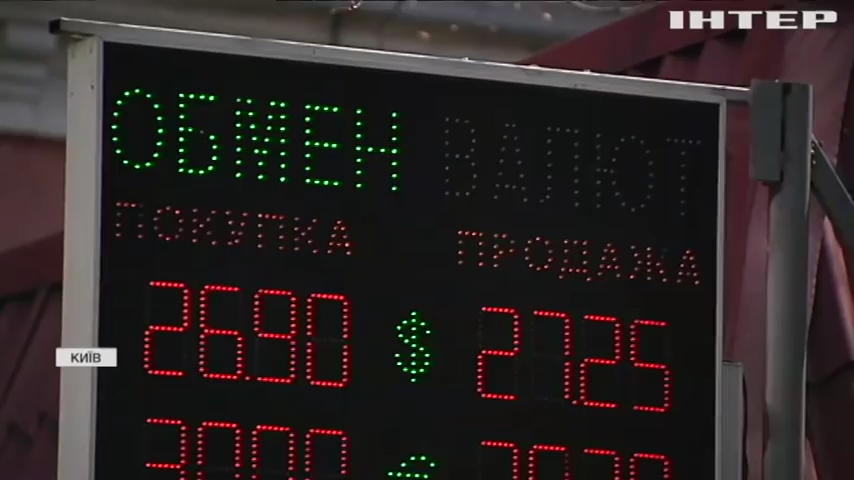 ІНТЕР
ОБМЕН ВАЛЮТ
ПОКУПКА ПРОДАЖА
26.90 $ 27.25
КИЇВ